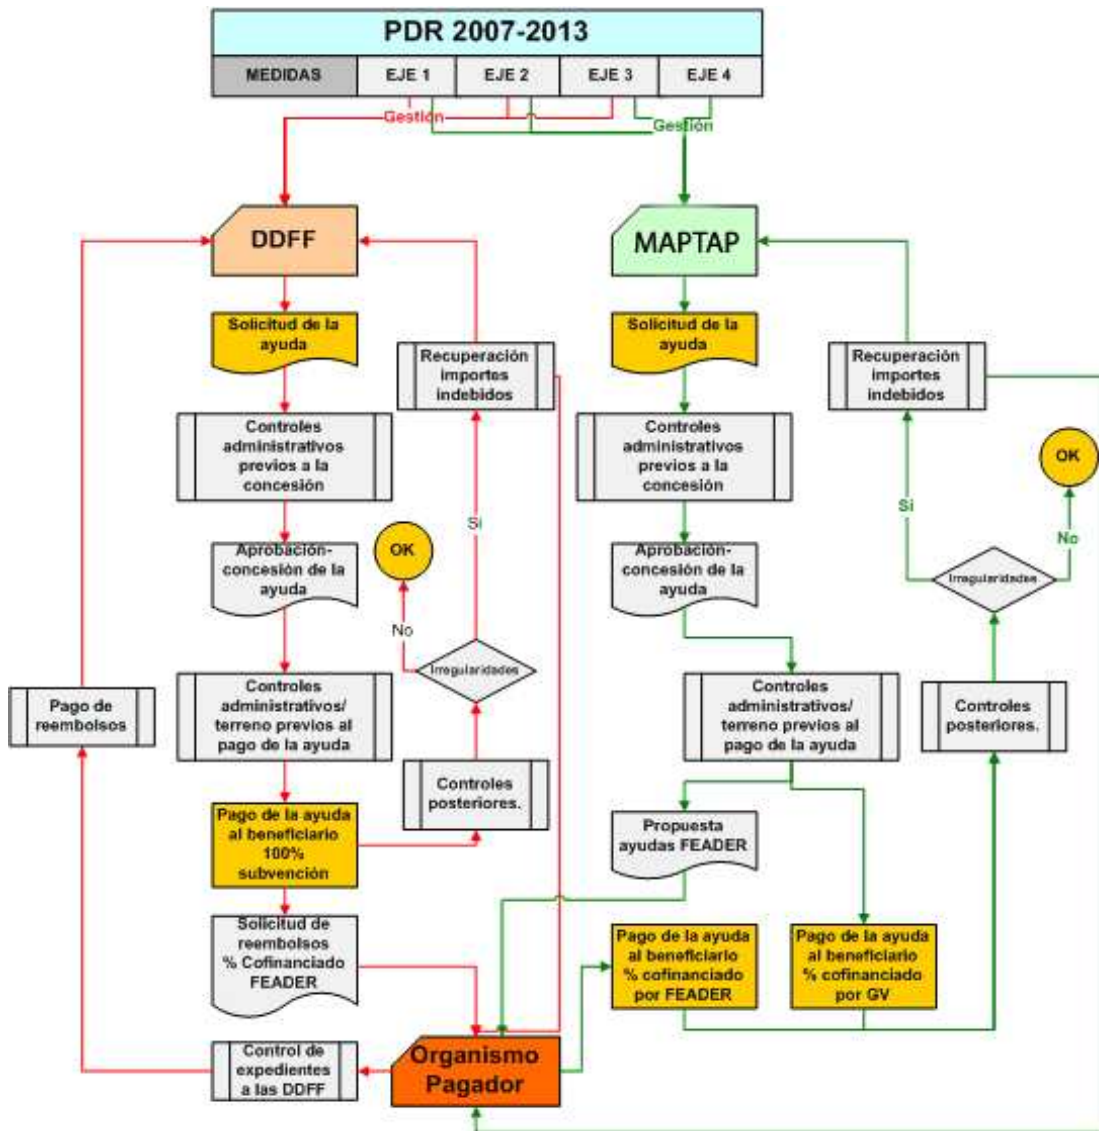 PDR 2007-2013
MEDIDAS
EJE 1
EJE 2
EJE 3
EJE 4
Gestión
Gestión
DDFF
MAPTAP
Solicitud de la
ayuda
Solicitud de la
ayuda
Recuperación
importes
indebidos
Recuperación
importes
indebidos
Controles
administrativos
previos a la
concesión
Controles
administrativos
previos a la
concesión
OK
Si
Si
No
Aprobación-
concesión de la
ayuda
OK
Aprobación-
concesión de la
ayuda
Irregularidades
No
Irregularidades
Pago de
reembolsos
Controles
administrativos/
terreno previos al
pago de la ayuda
Controles
administrativos/
terreno previos al
pago de la ayuda
Controles
posteriores.
Controles
posteriores.
Pago de la ayuda
al beneficiario
100%
subvención
Propuesta
ayudas FEADER
Solicitud de
reembolsos
% Cofinanciado
FEADER
Pago de la ayuda
al beneficiario
% cofinanciado
por FEADER
Pago de la ayuda
al beneficiario
% cofinanciado
por GV
Control de
expedientes
a las DDFF
Organismo
Pagador